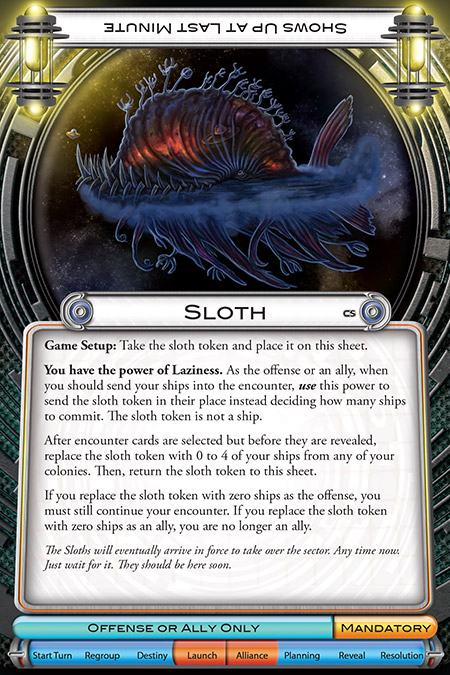 Shows Up at Last Minute
Sloth
CS
Game Setup: Take the sloth token and place it on this sheet.
You have the power of Laziness. As the offense or an ally, when
you should send your ships into the encounter, use this power to
send the sloth token in their place instead deciding how many ships
to commit. The sloth token is not a ship.
After encounter cards are selected but before they are revealed,
replace the sloth token with 0 to 4 of your ships from any of your
colonies. Then, return the sloth token to this sheet.
If you replace the sloth token with zero ships as the offense, you
must still continue your encounter. If you replace the sloth token
with zero ships as an ally, you are no longer an ally.
The Sloths will eventually arrive in force to take over the sector. Any time now.
Just wait for it. They should be here soon.
Offense or Ally Only Mandatory
Start Turn Regroup Destiny Launch Alliance Planning Reveal Resolution